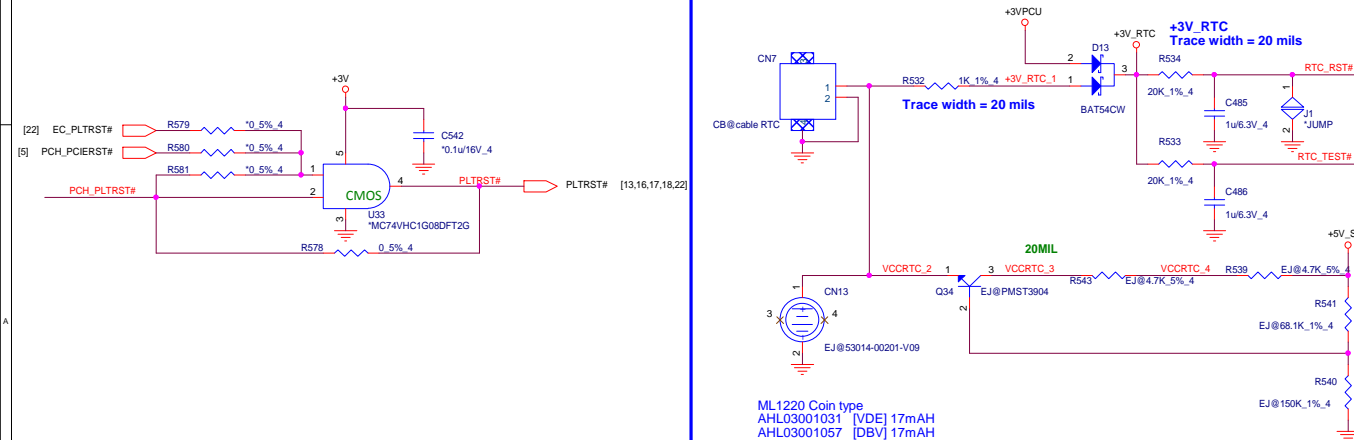 +3V
[22] EC_PLTRST#
R579
*0_5%_4
[5] PCH_PCIERST#
R580
*0_5%_4
R581
*0_5%_4
PCH_PLTRST#
C542
*0.1u/16V_4
5
1
2
4
3
CMOS
U33
*MC74VHC1G08DFT2G
PLTRST#
PLTRST# [13,16,17,18,22]
R578
0_5%_4
A
+3VPCU
+3V_RTC
+3V_RTC
Trace width = 20 mils
CN7
1
2
CB@cable RTC
R532
1K_1%_4
+3V_RTC_1
Trace width = 20 mils
D13
2
1
3
BAT54CW
R534
20K_1%_4
RTC_RST#
C485
1u/6.3V_4
1
J1
2
*JUMP
R533
20K_1%_4
RTC_TEST#
C486
1u/6.3V_4
20MIL
VCCRTC_2
1
3
2
Q34
EJ@PMST3904
VCCRTC_3
R543
EJ@4.7K_5%_4
VCCRTC_4
R539
EJ@4.7K_5%_4
+5V_S
R541
EJ@68.1K_1%_4
R540
EJ@150K_1%_4
1
CN13
3
4
2
EJ@53014-00201-V09
ML1220 Coin type
AHL03001031 [VDE] 17mAH
AHL03001057 [DBV] 17mAH